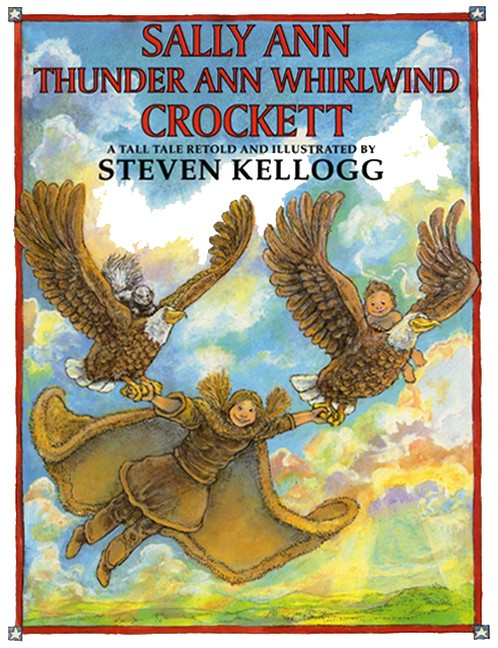 SALLY ANN
THUNDER ANN WHIRLWIND
CROCKETT
A TALL TALE RETOLD AND ILLUSTRATED BY
STEVEN KELLOGG